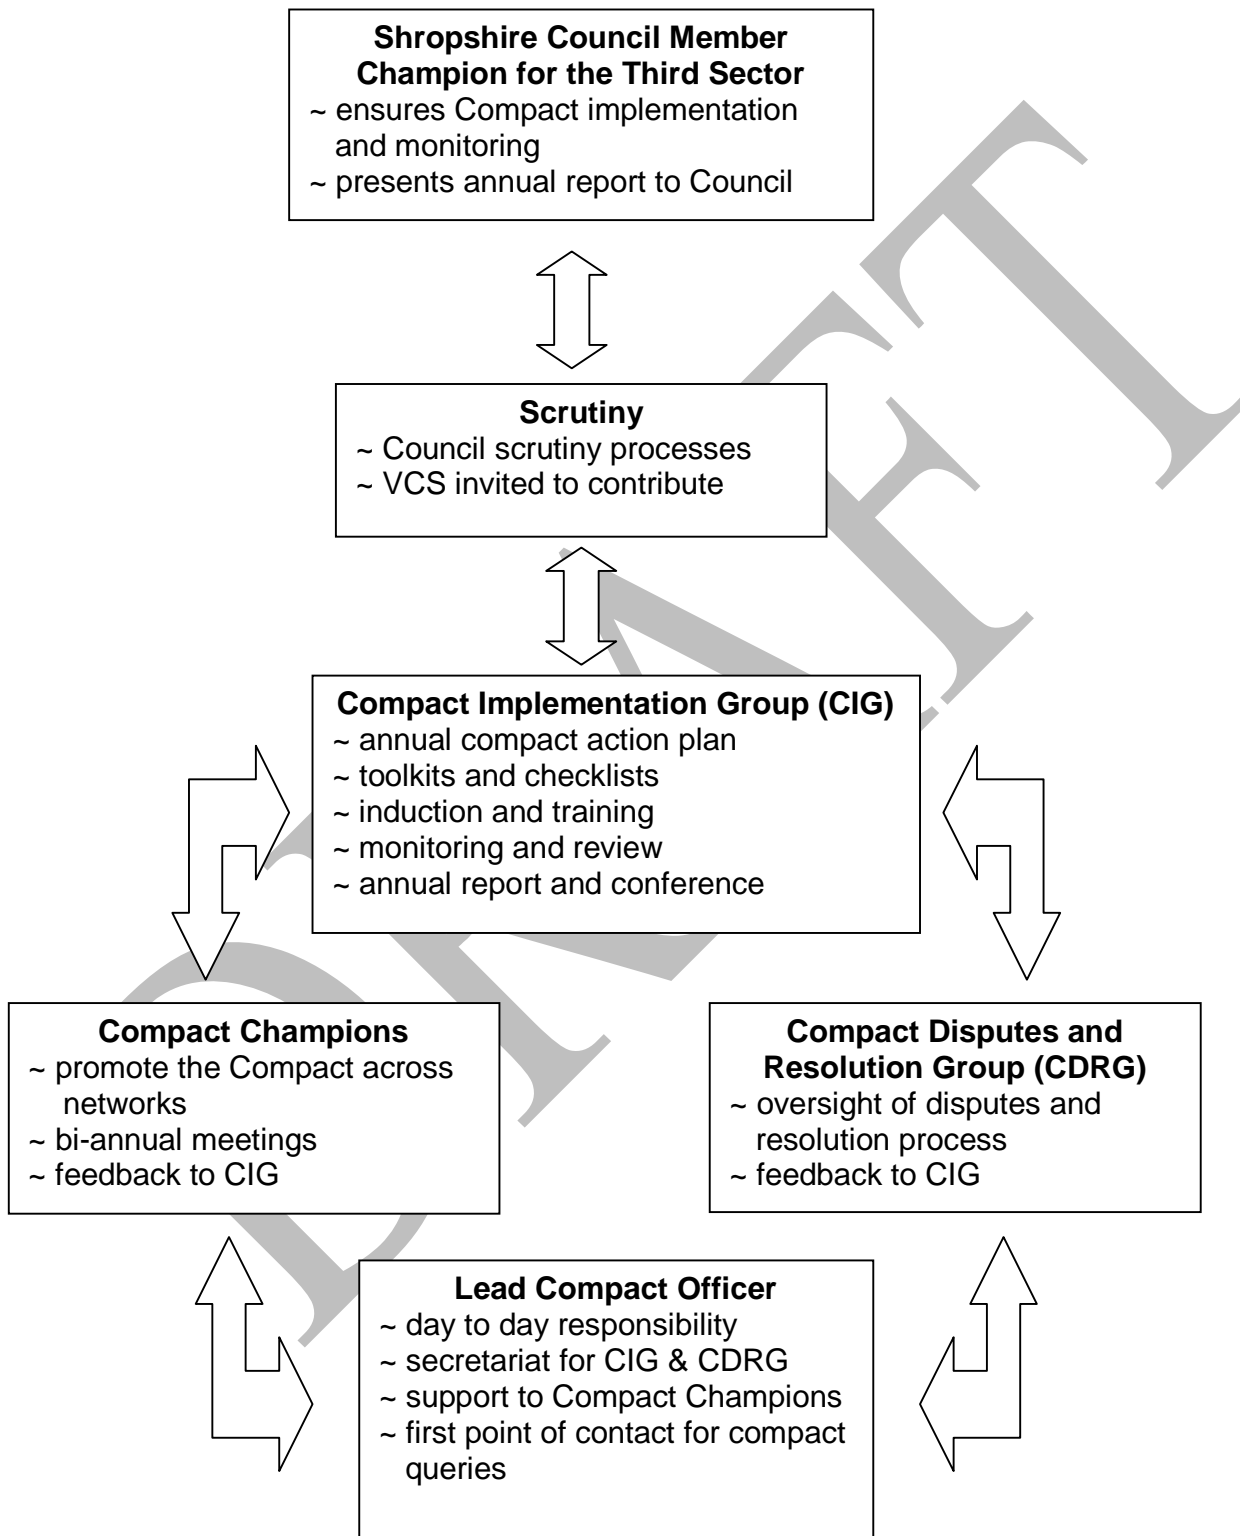 Shropshire Council Member
Champion for the Third Sector
~ ensures Compact implementation
and monitoring
~ presents annual report to Council
Scrutiny
~ Council scrutiny processes
~ VCS invited to contribute
Compact Implementation Group (CIG)
~ annual compact action plan
~ toolkits and checklists
~ induction and training
~ monitoring and review
~ annual report and conference
Compact Champions
~ promote the Compact across
networks
~ bi-annual meetings
~ feedback to CIG
Compact Disputes and
Resolution Group (CDRG)
~ oversight of disputes and
resolution process
~ feedback to CIG
Lead Compact Officer
~ day to day responsibility
~ secretariat for CIG & CDRG
~ support to Compact Champions
~ first point of contact for compact
queries
DRAFT